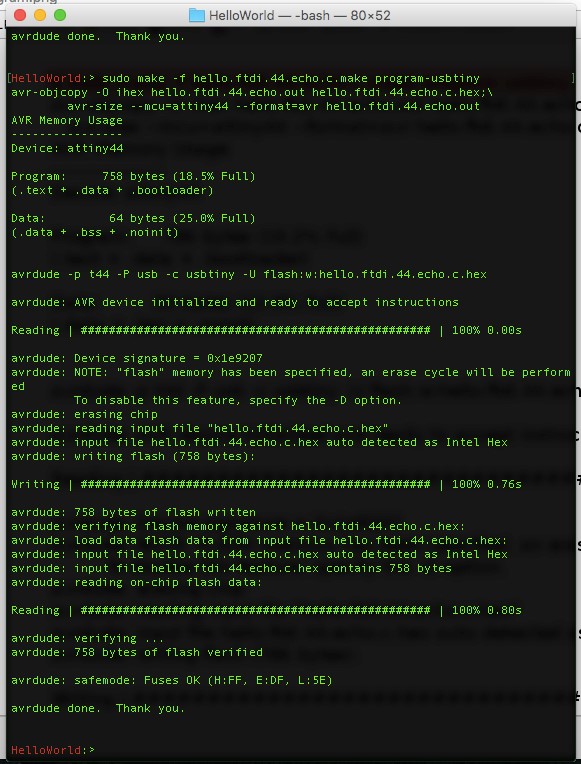 gram.png
HelloWorld — -bash — 80×52
avrdude done.  Thank you.
[HelloWorld:> sudo make -f hello.ftdi.44.echo.c.make program-usbtiny ]
avr-objcopy -O ihex hello.ftdi.44.echo.out hello.ftdi.44.echo.c.hex;\
        avr-size --mcu=attiny44 --format=avr hello.ftdi.44.echo.out
AVR Memory Usage
----------------
Device: attiny44
Program:     758 bytes (18.5% Full)
(.text + .data + .bootloader)
Data:         64 bytes (25.0% Full)
(.data + .bss + .noinit)
avrdude -p t44 -P usb -c usbtiny -U flash:w:hello.ftdi.44.echo.c.hex
avrdude: AVR device initialized and ready to accept instructions
Reading | ################################################## | 100% 0.00s
avrdude: Device signature = 0x1e9207
avrdude: NOTE: "flash" memory has been specified, an erase cycle will be perform
ed
         To disable this feature, specify the -D option.
avrdude: erasing chip
avrdude: reading input file "hello.ftdi.44.echo.c.hex"
avrdude: input file hello.ftdi.44.echo.c.hex auto detected as Intel Hex
avrdude: writing flash (758 bytes):
Writing | ################################################## | 100% 0.76s
avrdude: 758 bytes of flash written
avrdude: verifying flash memory against hello.ftdi.44.echo.c.hex:
avrdude: load data flash data from input file hello.ftdi.44.echo.c.hex:
avrdude: input file hello.ftdi.44.echo.c.hex auto detected as Intel Hex
avrdude: input file hello.ftdi.44.echo.c.hex contains 758 bytes
avrdude: reading on-chip flash data:
Reading | ################################################## | 100% 0.80s
avrdude: verifying ...
avrdude: 758 bytes of flash verified
avrdude: safemode: Fuses OK (H:FF, E:DF, L:5E)
avrdude done.  Thank you.
HelloWorld:>